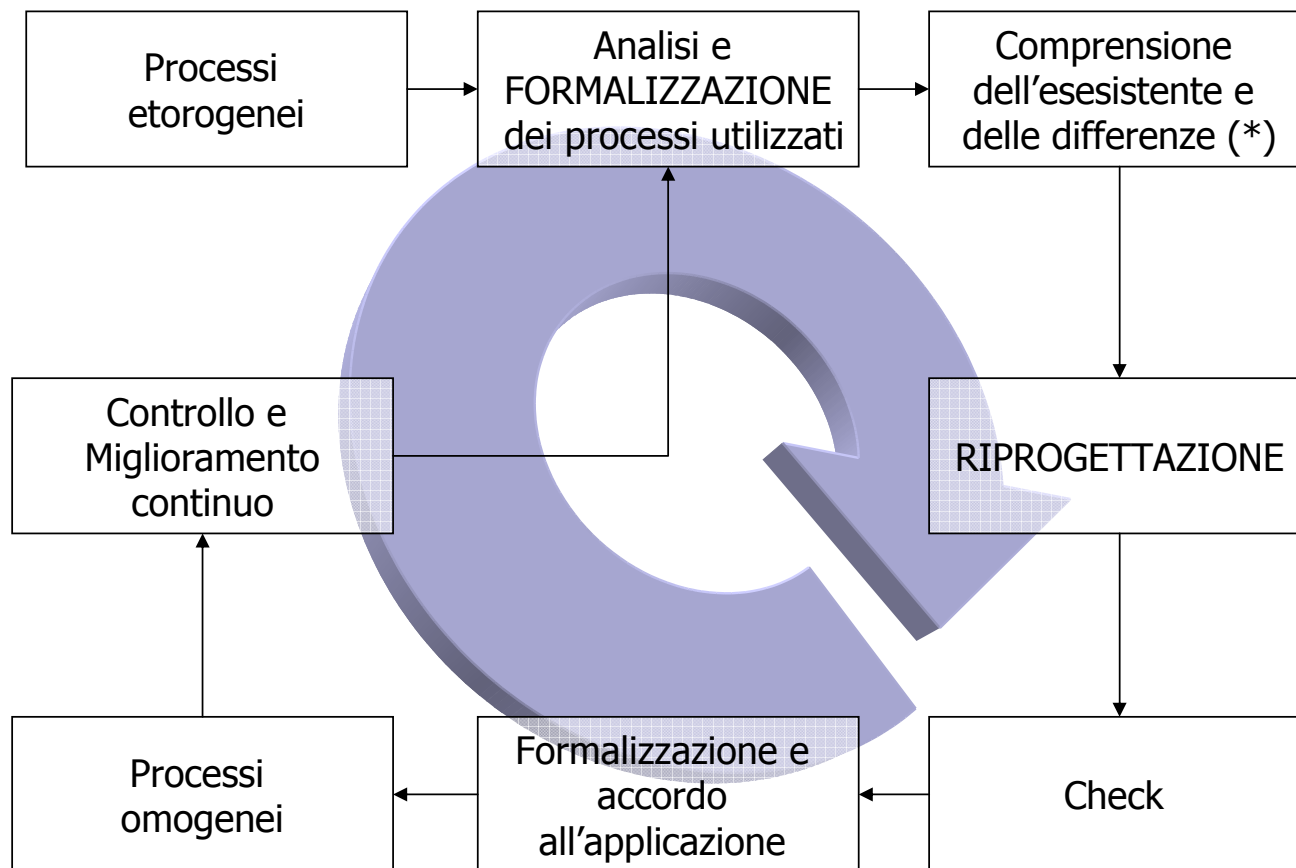 Processi
etorogenei
Analisi e
FORMALIZZAZIONE
dei processi utilizzati
Comprensione
dell’esesistente e
delle differenze (*)
Controllo e
Miglioramento
continuo
RIPROGETTAZIONE
Processi
omogenei
Formalizzazione e
accordo
all’applicazione
Check